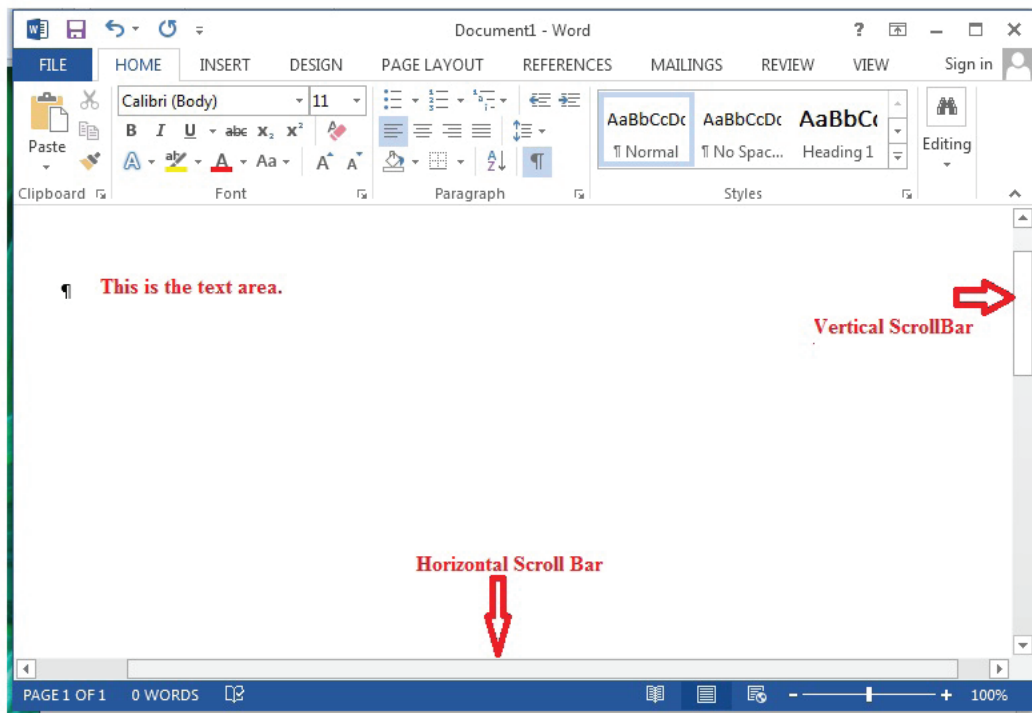 Document1 - Word
FILE HOME INSERT DESIGN PAGE LAYOUT REFERENCES MAILINGS REVIEW VIEW Sign in
Calibri (Body) 11
Paste
B I U abc X₂ X²
A aby A Aa A A
AaBbCcDc AaBbCcDc AaBbCc
¶ Normal ¶ No Spac... Heading 1
Editing
Clipboard Font Paragraph Styles
¶ This is the text area.
Vertical ScrollBar
Horizontal Scroll Bar
PAGE 1 OF 1 0 WORDS 100%